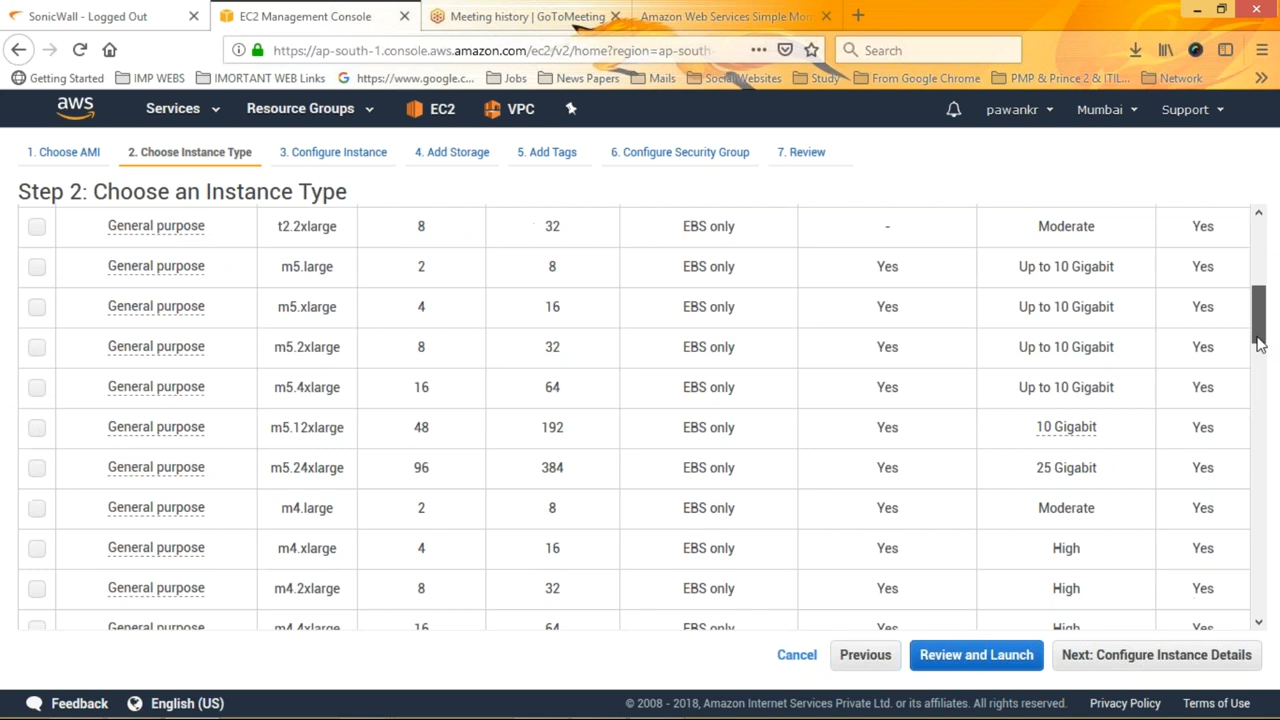 SonicWall - Logged Out
EC2 Management Console
Meeting history | GoToMeeting
Amazon Web Services Simple Mon
https://ap-south-1.console.aws.amazon.com/ec2/v2/home?region=ap-south-
Search
Getting Started
IMP WEBS
IMORTANT WEB Links
https://www.google.c...
Jobs
News Papers
Mails
Social Websites
Study
From Google Chrome
PMP & Prince 2 & ITIL...
Network
aws
Services
Resource Groups
EC2
VPC
pawankr
Mumbai
Support
1. Choose AMI
2. Choose Instance Type
3. Configure Instance
4. Add Storage
5. Add Tags
6. Configure Security Group
7. Review
Step 2: Choose an Instance Type
General purpose t2.2xlarge 8 32 EBS only - Moderate Yes
General purpose m5.large 2 8 EBS only Yes Up to 10 Gigabit Yes
General purpose m5.xlarge 4 16 EBS only Yes Up to 10 Gigabit Yes
General purpose m5.2xlarge 8 32 EBS only Yes Up to 10 Gigabit Yes
General purpose m5.4xlarge 16 64 EBS only Yes Up to 10 Gigabit Yes
General purpose m5.12xlarge 48 192 EBS only Yes 10 Gigabit Yes
General purpose m5.24xlarge 96 384 EBS only Yes 25 Gigabit Yes
General purpose m4.large 2 8 EBS only Yes Moderate Yes
General purpose m4.xlarge 4 16 EBS only Yes High Yes
General purpose m4.2xlarge 8 32 EBS only Yes High Yes
General purpose m4.4xlarge 16 64 EBS only Yes High Yes
Cancel
Previous
Review and Launch
Next: Configure Instance Details
Feedback
English (US)
© 2008 - 2018, Amazon Internet Services Private Ltd. or its affiliates. All rights reserved.
Privacy Policy
Terms of Use